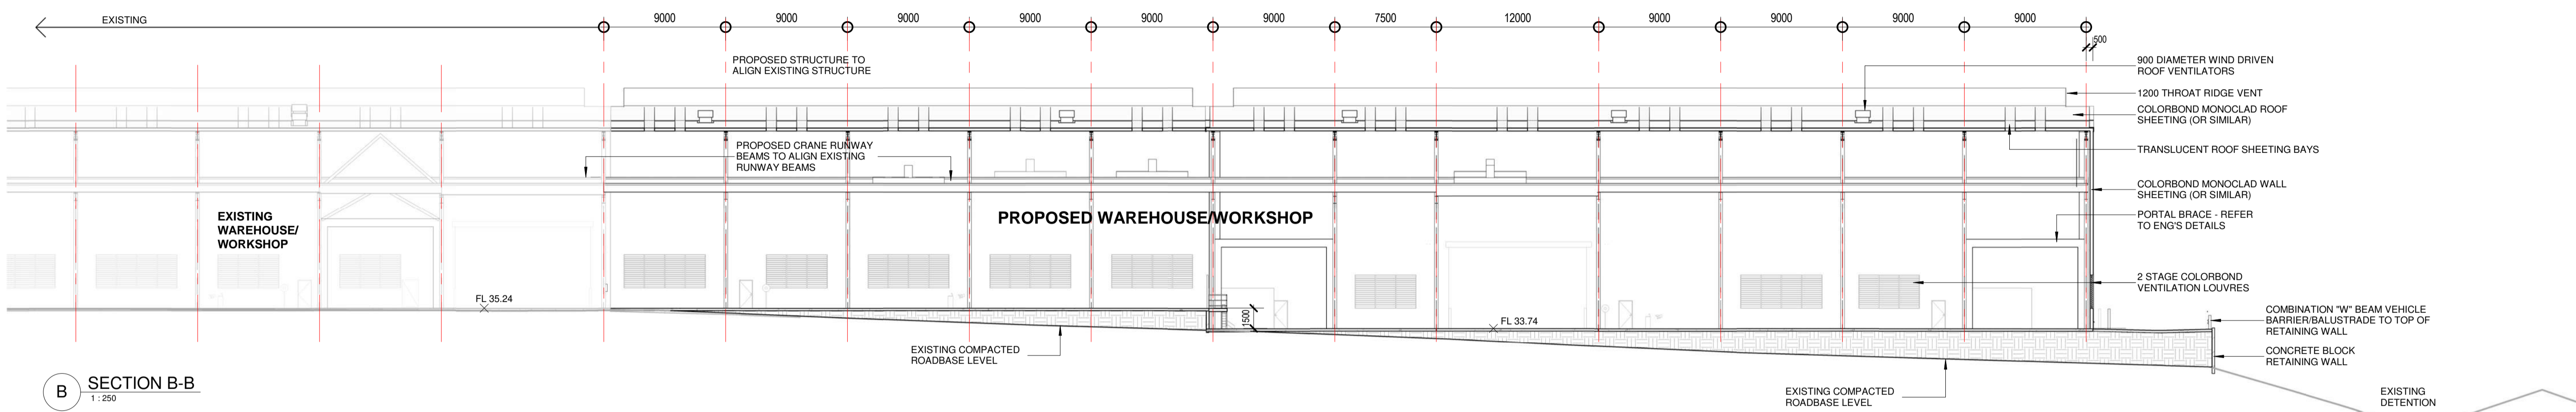 EXISTING
9000
9000
9000
9000
9000
9000
7500
12000
9000
9000
9000
9000
500
PROPOSED STRUCTURE TO
ALIGN EXISTING STRUCTURE
900 DIAMETER WIND DRIVEN
ROOF VENTILATORS
1200 THROAT RIDGE VENT
COLORBOND MONOCLAD ROOF
SHEETING (OR SIMILAR)
TRANSLUCENT ROOF SHEETING BAYS
PROPOSED CRANE RUNWAY
BEAMS TO ALIGN EXISTING
RUNWAY BEAMS
COLORBOND MONOCLAD WALL
SHEETING (OR SIMILAR)
EXISTING
WAREHOUSE/
WORKSHOP
PROPOSED WAREHOUSE/WORKSHOP
PORTAL BRACE - REFER
TO ENG'S DETAILS
2 STAGE COLORBOND
VENTILATION LOUVRES
FL 35.24
1500
FL 33.74
COMBINATION "W" BEAM VEHICLE
BARRIER/BALUSTRADE TO TOP OF
RETAINING WALL
EXISTING COMPACTED
ROADBASE LEVEL
CONCRETE BLOCK
RETAINING WALL
B
SECTION B-B
1 : 250
EXISTING COMPACTED
ROADBASE LEVEL
EXISTING
DETENTION